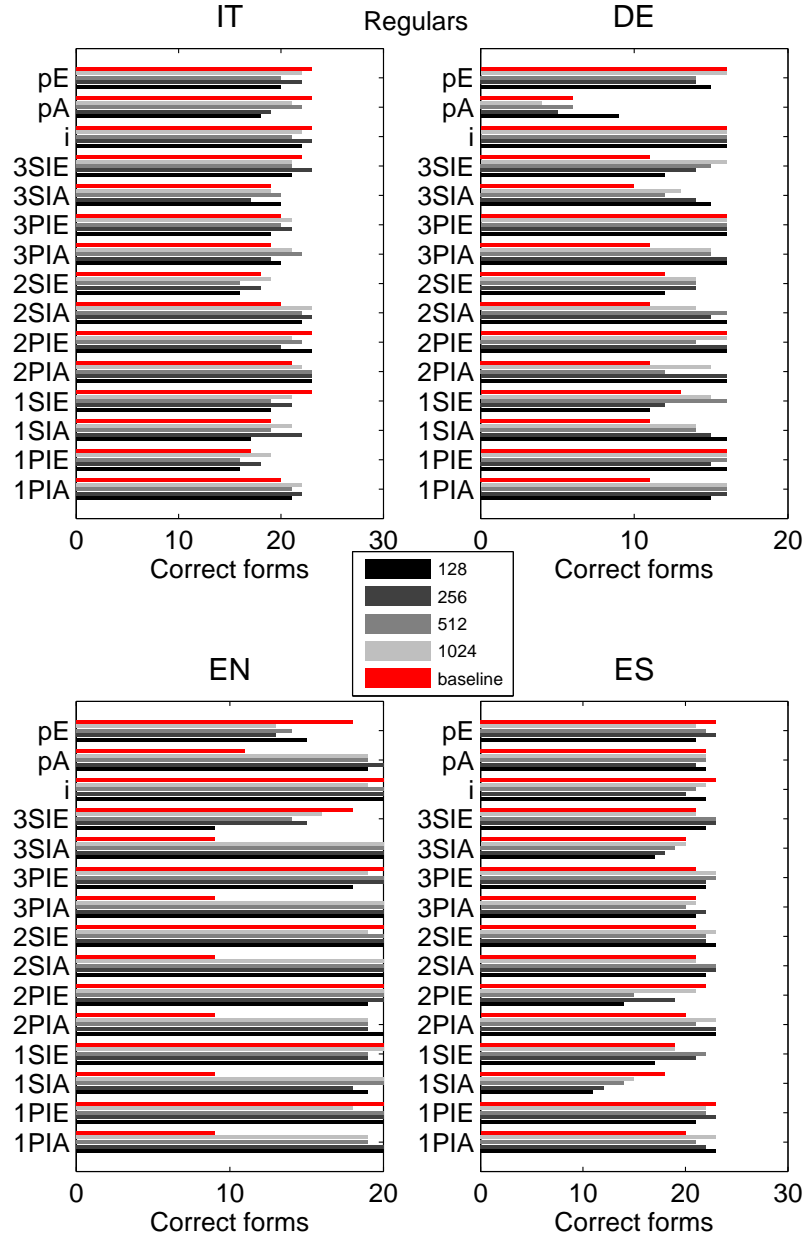 Regulars
IT
pE
pA
i
3SIE
3SIA
3PIE
3PIA
2SIE
2SIA
2PIE
2PIA
1SIE
1SIA
1PIE
1PIA
0 10 20 30
Correct forms
DE
pE
pA
i
3SIE
3SIA
3PIE
3PIA
2SIE
2SIA
2PIE
2PIA
1SIE
1SIA
1PIE
1PIA
0 10 20
Correct forms
128
256
512
1024
baseline
EN
pE
pA
i
3SIE
3SIA
3PIE
3PIA
2SIE
2SIA
2PIE
2PIA
1SIE
1SIA
1PIE
1PIA
0 10 20
Correct forms
ES
pE
pA
i
3SIE
3SIA
3PIE
3PIA
2SIE
2SIA
2PIE
2PIA
1SIE
1SIA
1PIE
1PIA
0 10 20 30
Correct forms